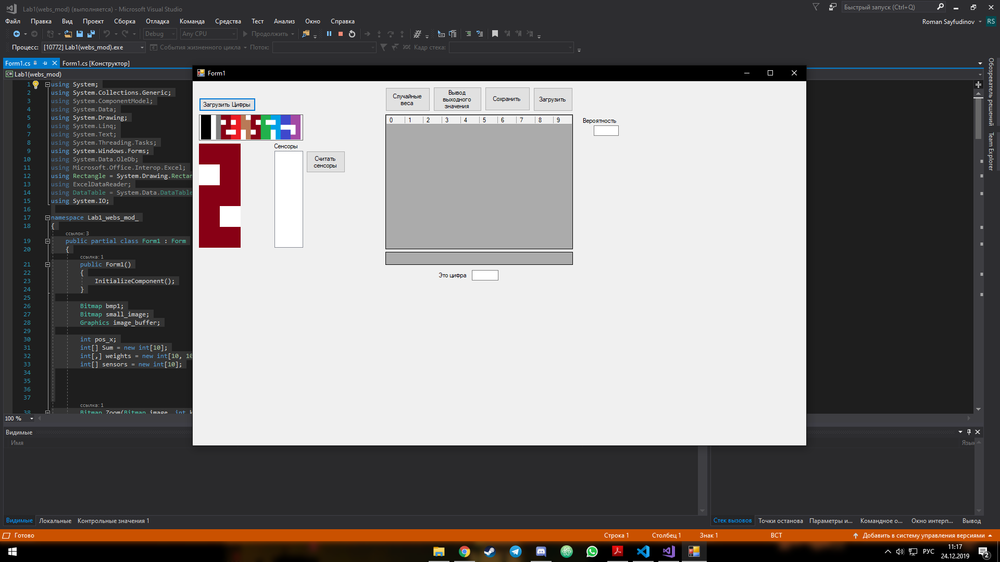 Lab1(webs_mod) (выполняется) - Microsoft Visual Studio
Быстрый запуск (Ctrl+Q)
Файл Правка Вид Проект Сборка Отладка Команда Средства Тест Анализ Окно Справка
Roman Sayfudinov RS
Debug Any CPU Продолжить
Процесс: [10772] Lab1(webs_mod).exe События жизненного цикла Поток: Кадр стека:
Form1.cs Form1.cs [Конструктор]
C# Lab1(webs_mod)
1 using System;
2 using System.Collections.Generic;
3 using System.ComponentModel;
4 using System.Data;
5 using System.Drawing;
6 using System.Linq;
7 using System.Text;
8 using System.Threading.Tasks;
9 using System.Windows.Forms;
10 using System.Data.OleDb;
11 using Microsoft.Office.Interop.Excel;
12 using Rectangle = System.Drawing.Rectan
13 using ExcelDataReader;
14 using DataTable = System.Data.DataTable
15 using System.IO;
16
17 namespace Lab1_webs_mod_
18 {
ссылок: 3
19 public partial class Form1 : Form
20 {
ссылка: 1
21 public Form1()
22 {
23 InitializeComponent();
24 }
25
26 Bitmap bmp1;
27 Bitmap small_image;
28 Graphics image_buffer;
29
30 int pos_x;
31 int[] Sum = new int[10];
32 int[,] weights = new int[10, 10
33 int[] sensors = new int[10];
34
35
36
37
ссылка: 1
38 Bitmap Zoom(Bitmap image, int k
100 %
Form1
Загрузить Цифры
Сенсоры
Считать
сенсоры
Случайные
веса
Вывод
выходного
значения
Сохранить
Загрузить
0 1 2 3 4 5 6 7 8 9
Вероятность
Это цифра
Обозреватель решений
Team Explorer
Видимые
Имя
Язык
Видимые Локальные Контрольные значения 1
Стек вызовов Точки останова Параметры и... Командное о... Окно интерп... Вывод
Готово Строка 1 Столбец 1 Знак 1 ВСТ Добавить в систему управления версиями
РУС
11:17
24.12.2019
2